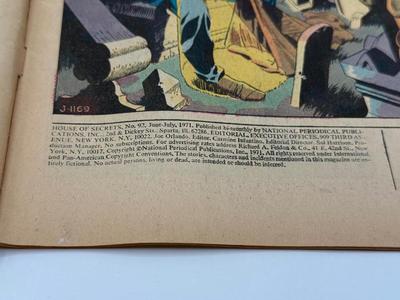 J-1169
HOUSE OF SECRETS, No. 92, June-July, 1971. Published bi-monthly by NATIONAL PERIODICAL PUBLI-
CATIONS, INC., 2nd & Dickey Sts., Sparta, Ill. 62286. EDITORIAL, EXECUTIVE OFFICES, 909 THIRD AV-
ENUE, NEW YORK, N.Y. 10022. Joe Orlando, Editor. Carmine Infantino, Editorial Director. Sol Harrison, Pro-
duction Manager. No subscriptions. For advertising rates address Richard A. Feldon & Co., 41 E. 42nd St., New
York, N.Y., 10017. Copyright ©National Periodical Publications, Inc., 1971. All rights reserved under International
and Pan-American Copyright Conventions. The stories, characters and incidents mentioned in this magazine are en-
tirely fictional. No actual persons, living or dead, are intended or should be inferred.